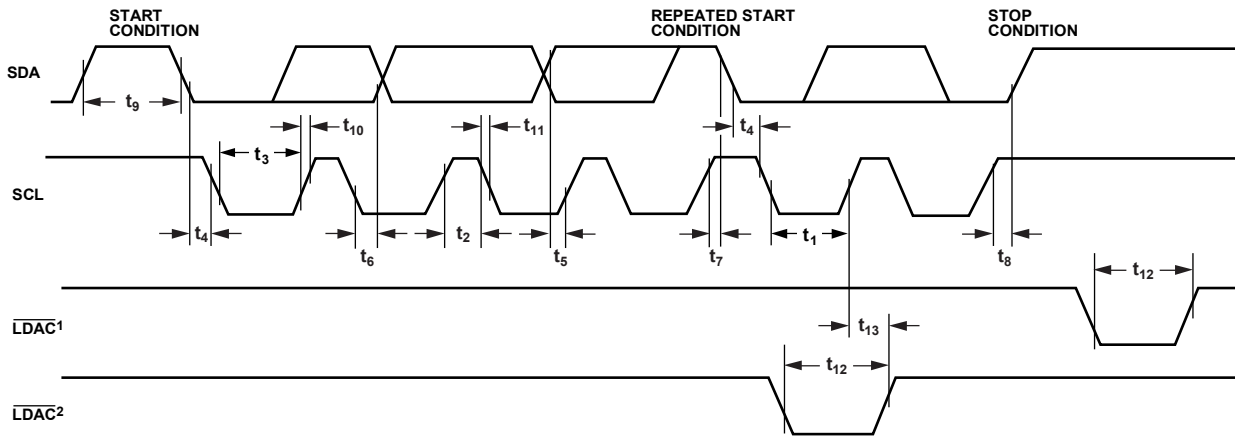 START
CONDITION
REPEATED START
CONDITION
STOP
CONDITION
SDA
t9
t4
t10
t11
t3
SCL
t4
t6
t2
t5
t7
t1
t8
t12
LDAC1
t13
t12
LDAC2